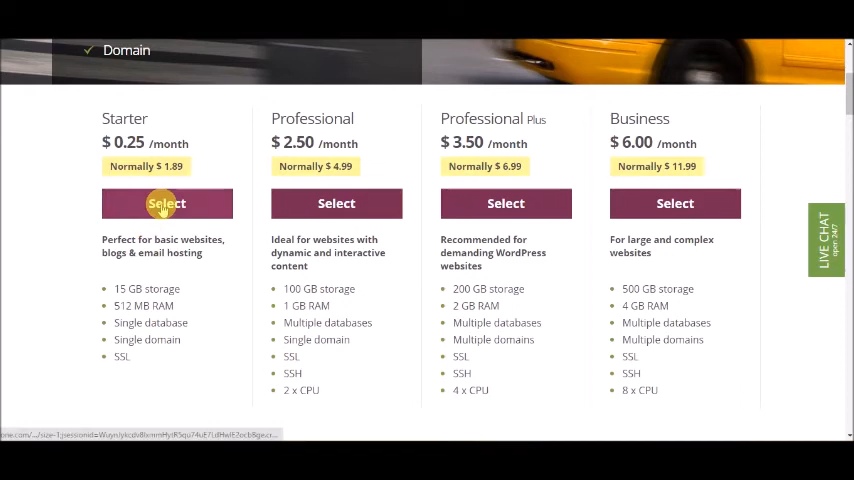 Domain
Starter
$ 0.25 /month
Normally $ 1.89
Select
Perfect for basic websites,
blogs & email hosting
15 GB storage
512 MB RAM
Single database
Single domain
SSL
Professional
$ 2.50 /month
Normally $ 4.99
Select
Ideal for websites with
dynamic and interactive
content
100 GB storage
1 GB RAM
Multiple databases
Single domain
SSL
SSH
2 x CPU
Professional Plus
$ 3.50 /month
Normally $ 6.99
Select
Recommended for
demanding WordPress
websites
200 GB storage
2 GB RAM
Multiple databases
Multiple domains
SSL
SSH
4 x CPU
Business
$ 6.00 /month
Normally $ 11.99
Select
For large and complex
websites
500 GB storage
4 GB RAM
Multiple databases
Multiple domains
SSL
SSH
8 x CPU
LIVE CHAT
open 24/7